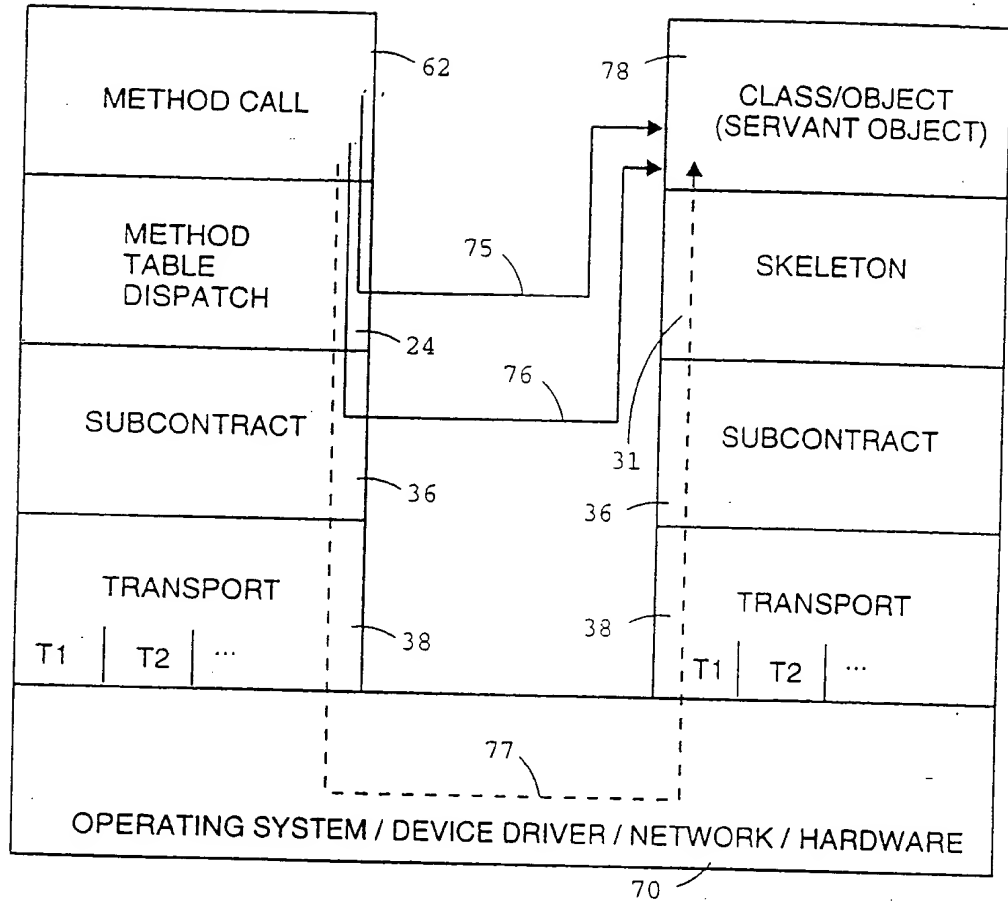 62
78
METHOD CALL
CLASS/OBJECT
(SERVANT OBJECT)
METHOD
TABLE
DISPATCH
75
SKELETON
24
76
SUBCONTRACT
31
SUBCONTRACT
36
36
TRANSPORT
TRANSPORT
38
38
T1
T2
...
T1
T2
...
77
OPERATING SYSTEM / DEVICE DRIVER / NETWORK / HARDWARE
70